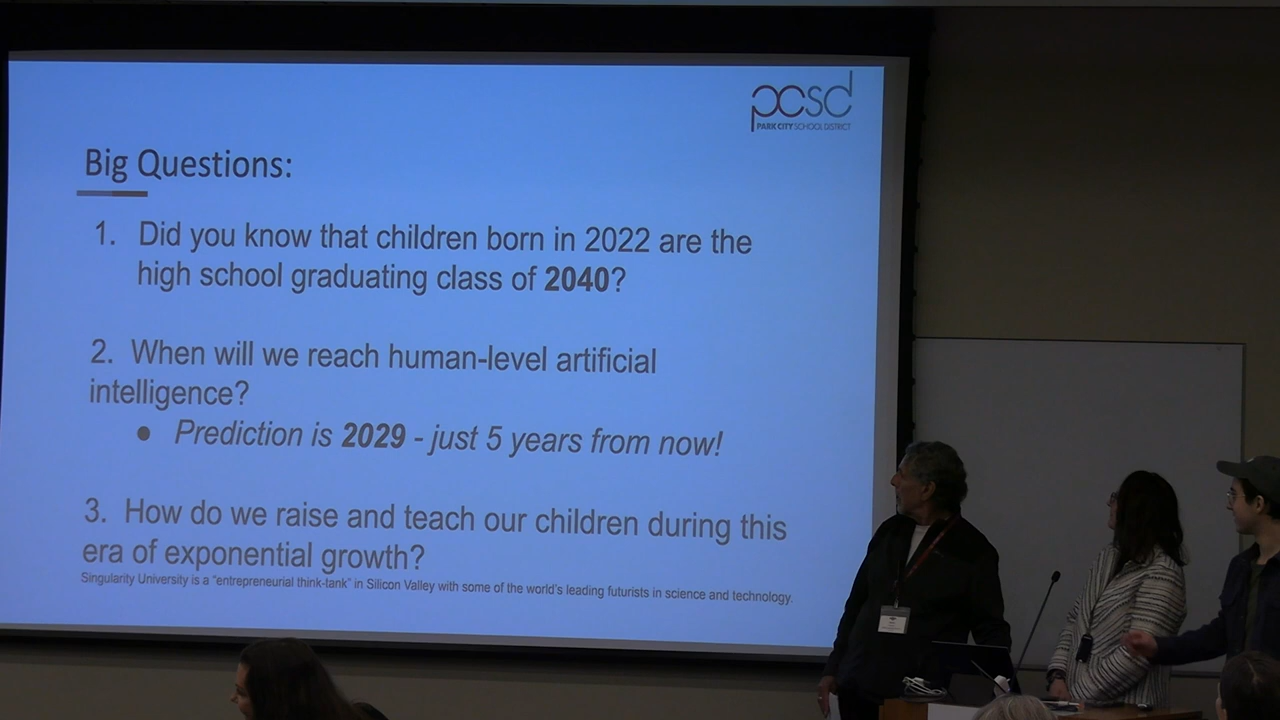 pcsd
PARK CITY SCHOOL DISTRICT
Big Questions:
1. Did you know that children born in 2022 are the
high school graduating class of 2040?
2. When will we reach human-level artificial
intelligence?
● Prediction is 2029 - just 5 years from now!
3. How do we raise and teach our children during this
era of exponential growth?
Singularity University is a "entrepreneurial think-tank" in Silicon Valley with some of the world's leading futurists in science and technology.